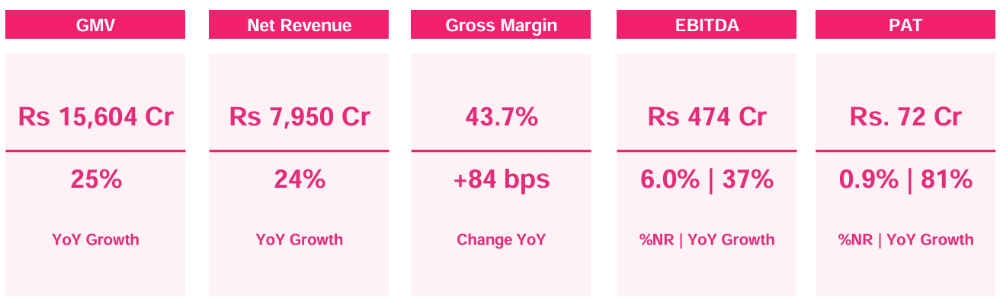 GMV
Rs 15,604 Cr
25%
YoY Growth
Net Revenue
Rs 7,950 Cr
24%
YoY Growth
Gross Margin
43.7%
+84 bps
Change YoY
EBITDA
Rs 474 Cr
6.0% | 37%
%NR | YoY Growth
PAT
Rs. 72 Cr
0.9% | 81%
%NR | YoY Growth